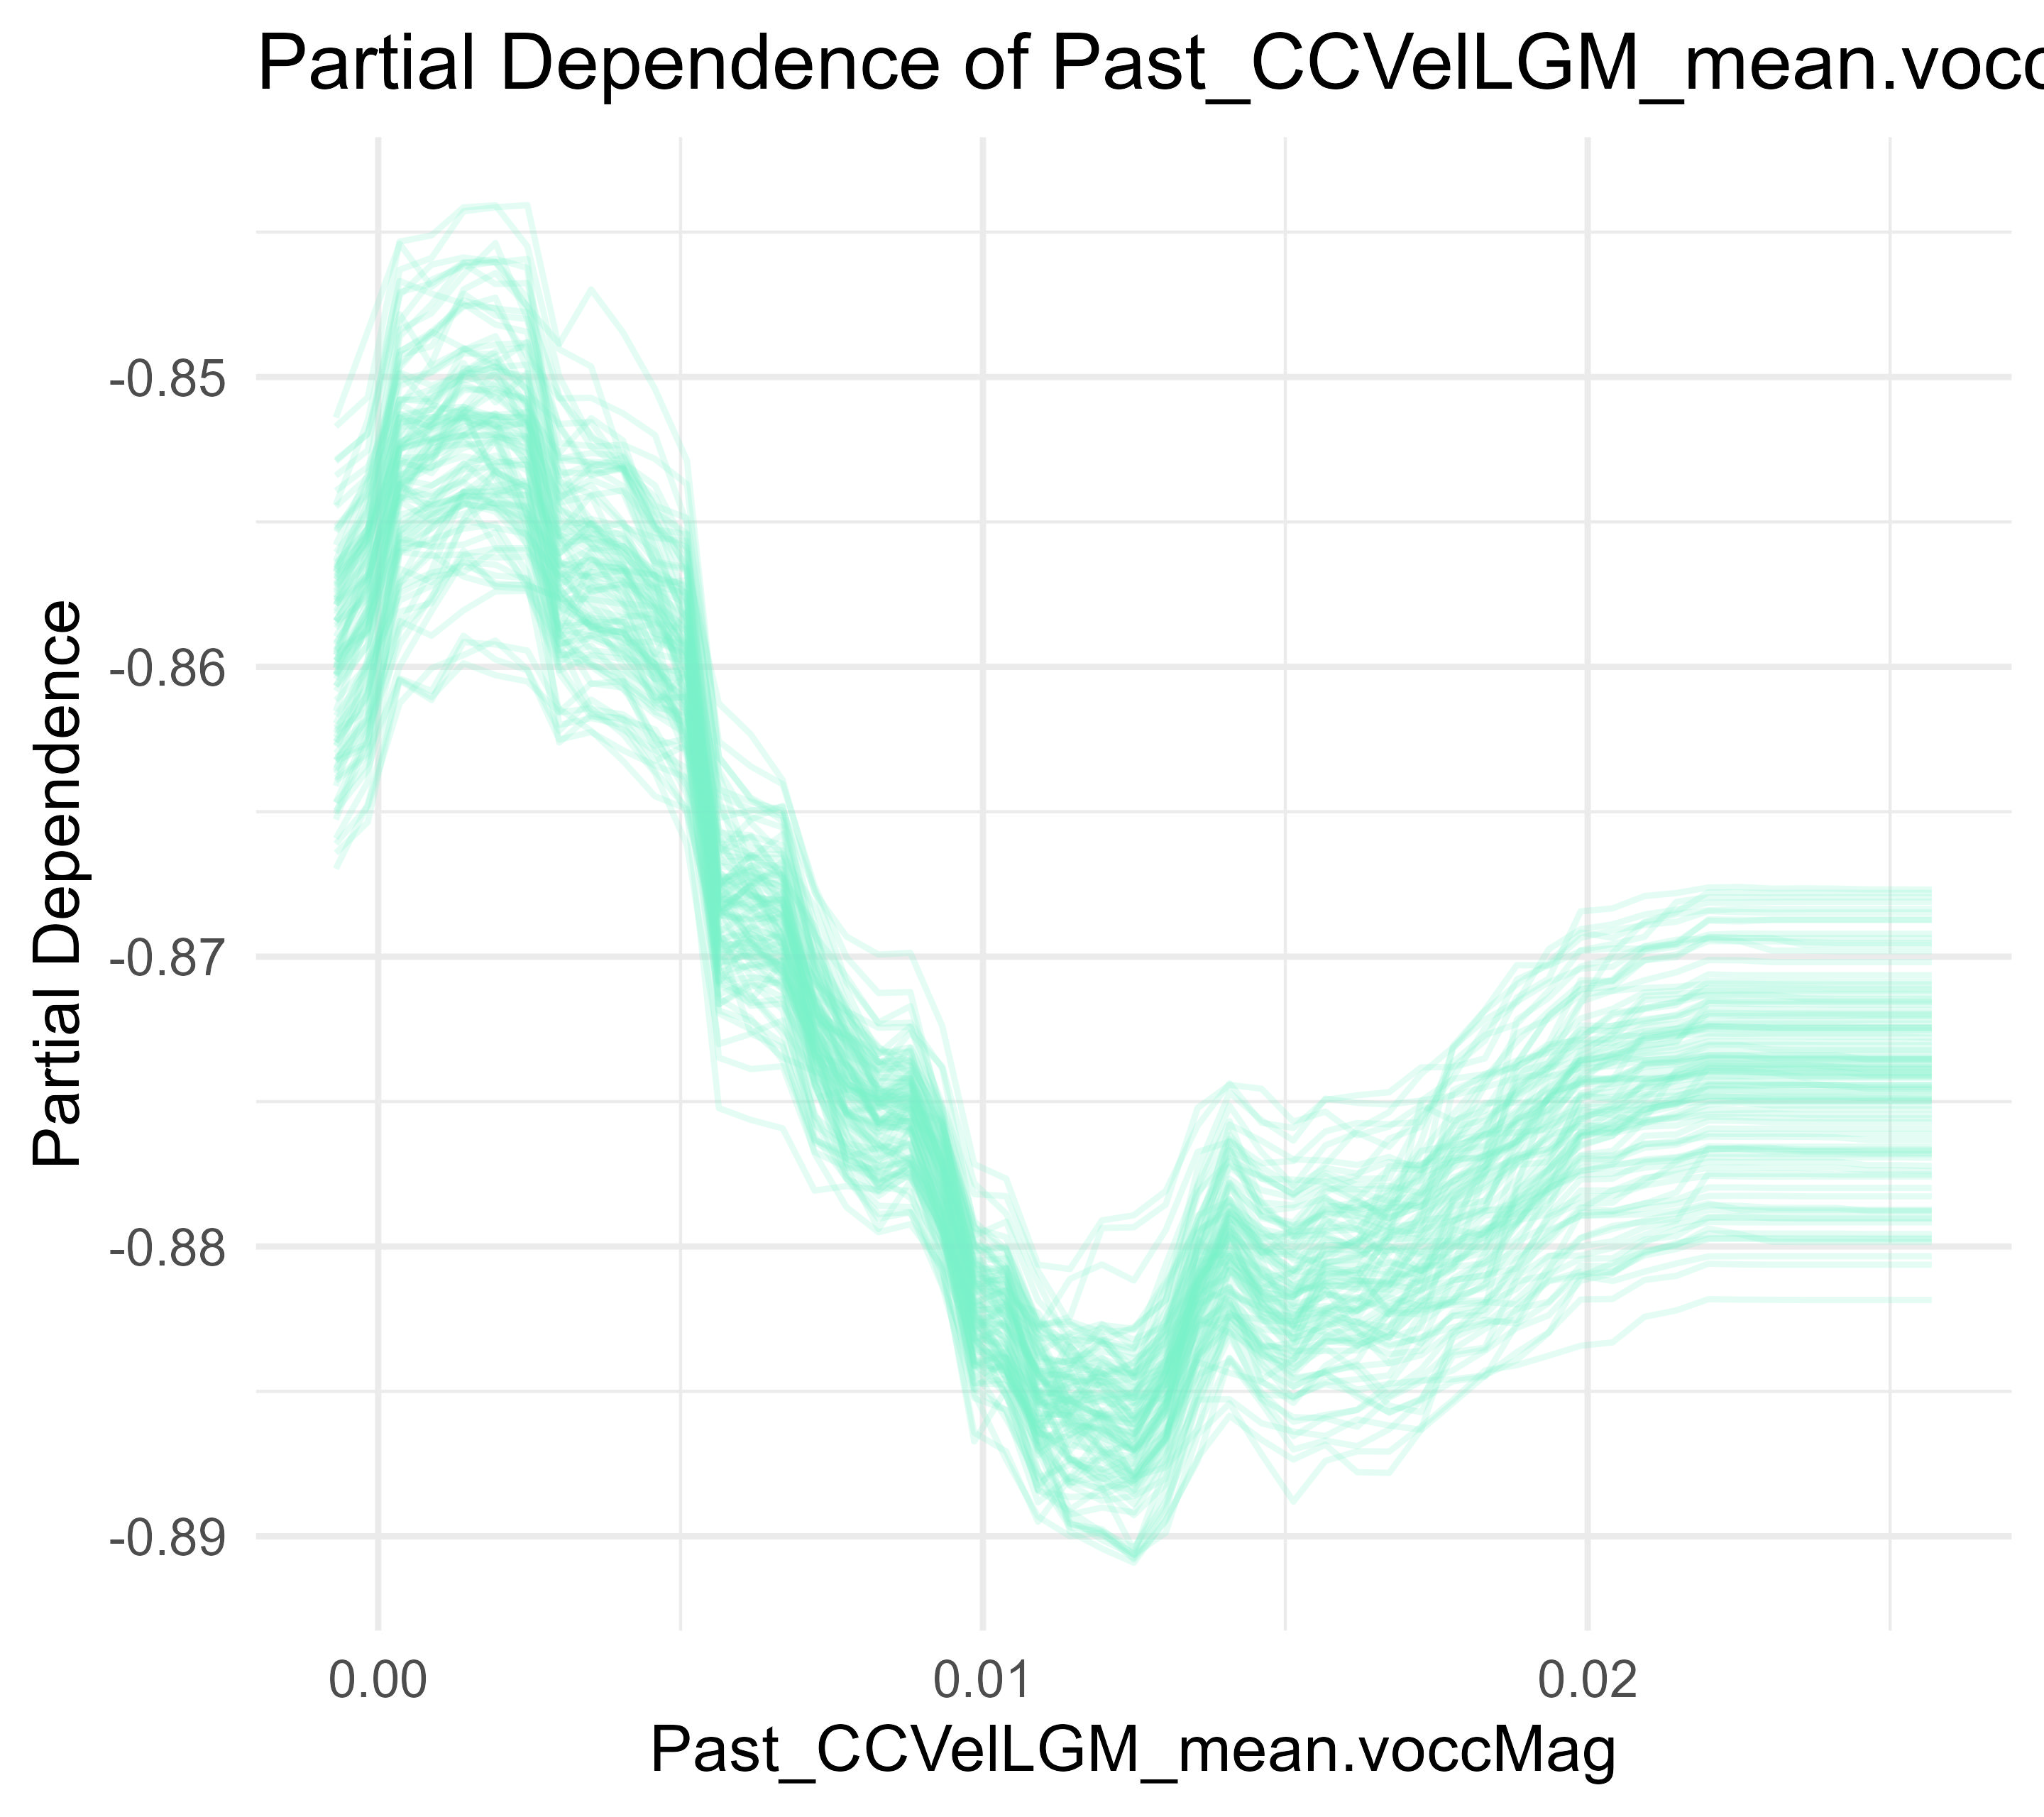 Partial Dependence of Past_CCVelLGM_mean.vocc
Partial Dependence
-0.85
-0.86
-0.87
-0.88
-0.89
0.00
0.01
0.02
Past_CCVelLGM_mean.voccMag